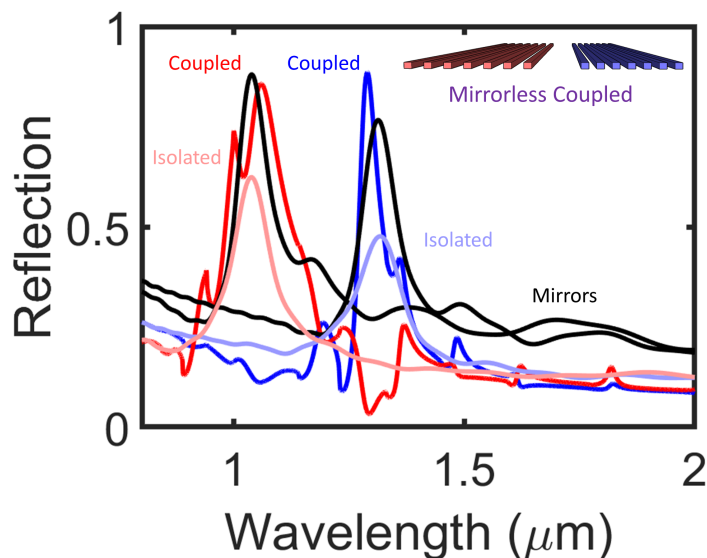 1
Coupled
Coupled
Mirrorless Coupled
Isolated
Isolated
0.5
Mirrors
Reflection
0
1
1.5
2
Wavelength (μm)